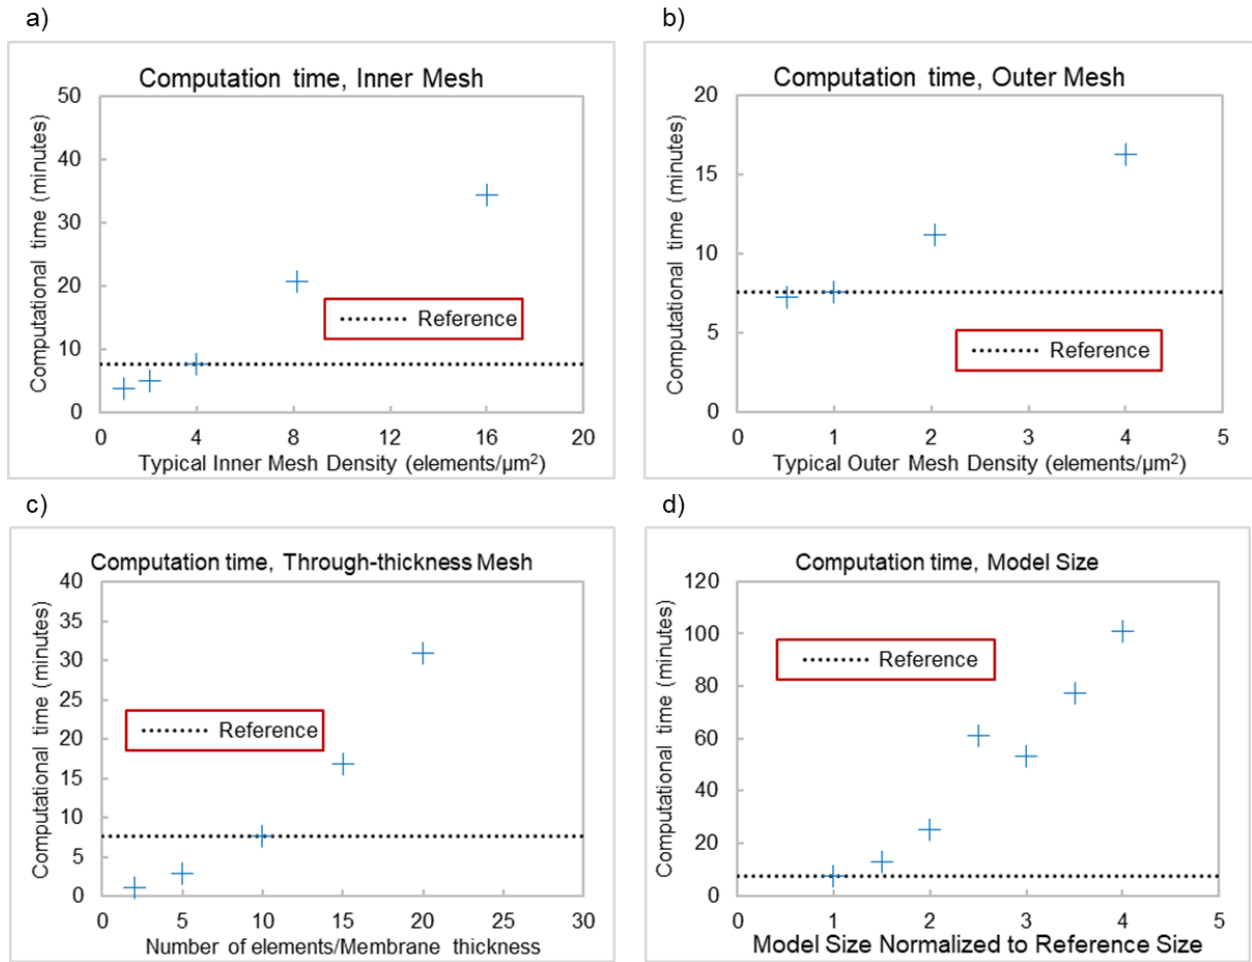 a)
Computation time, Inner Mesh
Computational time (minutes)
50
40
30
20
10
0
Reference
0 4 8 12 16 20
Typical Inner Mesh Density (elements/µm²)
b)
Computation time, Outer Mesh
Computational time (minutes)
20
15
10
5
0
Reference
0 1 2 3 4 5
Typical Outer Mesh Density (elements/µm²)
c)
Computation time, Through-thickness Mesh
Computational time (minutes)
40
35
30
25
20
15
10
5
0
Reference
0 5 10 15 20 25 30
Number of elements/Membrane thickness
d)
Computation time, Model Size
Computational time (minutes)
120
100
80
60
40
20
0
Reference
0 1 2 3 4 5
Model Size Normalized to Reference Size